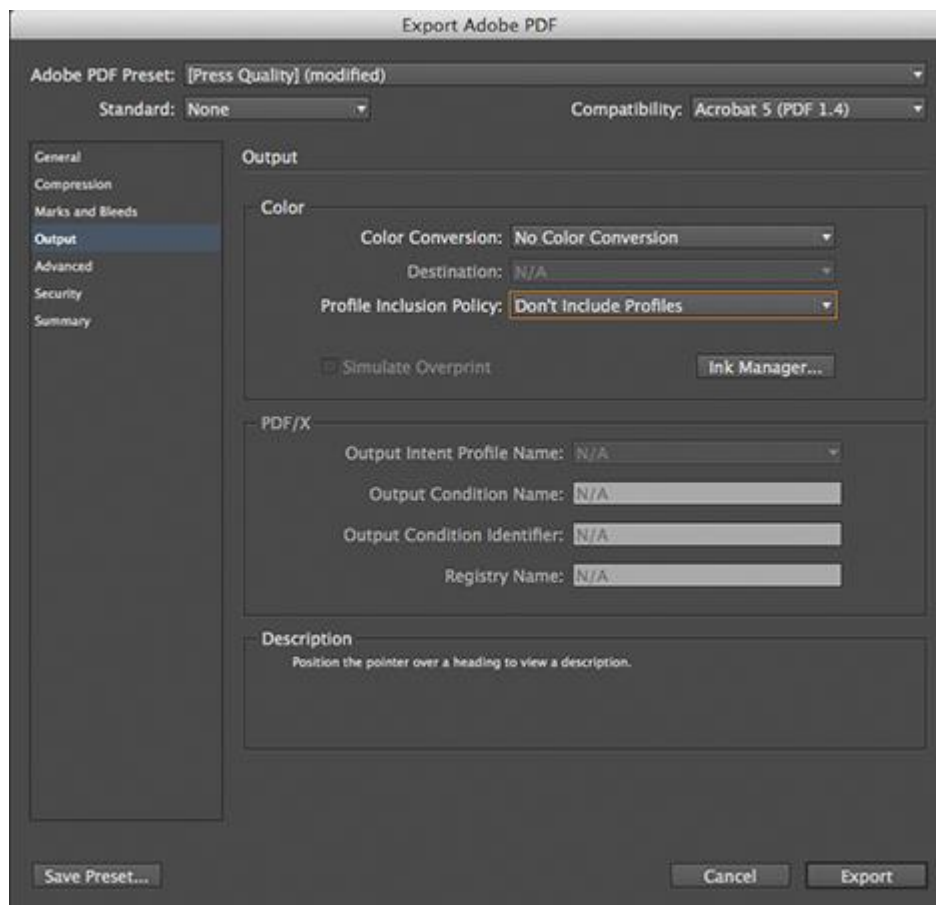 Export Adobe PDF
Adobe PDF Preset: [Press Quality] (modified)
Standard: None
Compatibility: Acrobat 5 (PDF 1.4)
General
Compression
Marks and Bleeds
Output
Advanced
Security
Summary
Output
Color
Color Conversion: No Color Conversion
Destination: N/A
Profile Inclusion Policy: Don't Include Profiles
Simulate Overprint
Ink Manager...
PDF/X
Output Intent Profile Name: N/A
Output Condition Name: N/A
Output Condition Identifier: N/A
Registry Name: N/A
Description
Position the pointer over a heading to view a description.
Save Preset...
Cancel
Export